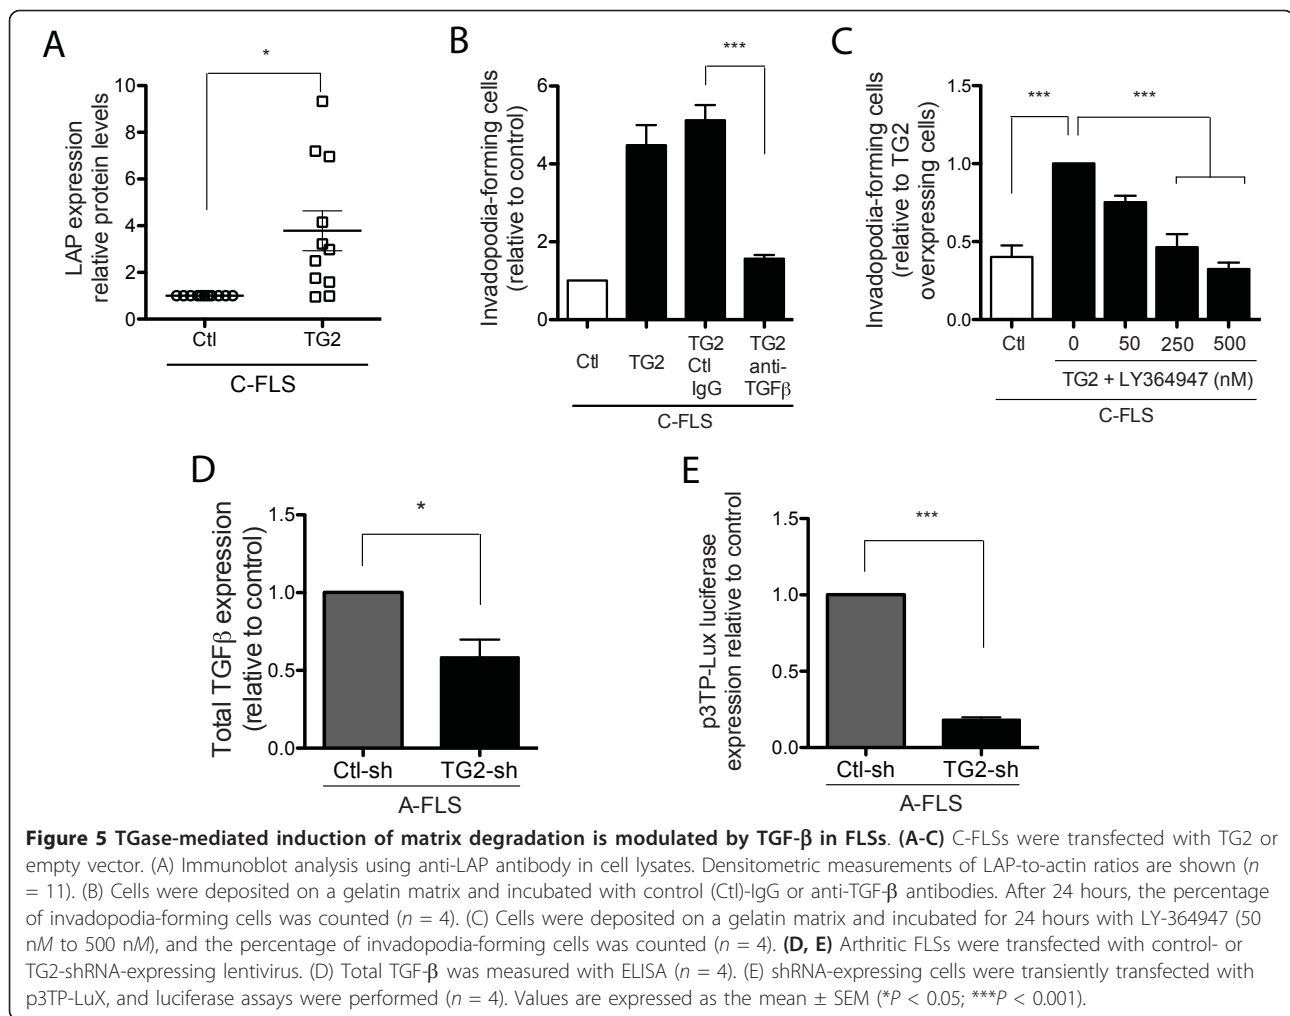 A
*
10
8
6
4
2
0
LAP expression
relative protein levels
Ctl
TG2
C-FLS
B
***
6
4
2
0
Invadopodia-forming cells
(relative to control)
Ctl
TG2
TG2
Ctl
IgG
TG2
anti-
TGFβ
C-FLS
C
***
***
1.5
1.0
0.5
0.0
Invadopodia-forming cells
(relative to TG2
overxpressing cells)
Ctl
0
50
250
500
TG2 + LY364947 (nM)
C-FLS
D
*
1.5
1.0
0.5
0.0
Total TGFβ expression
(relative to control)
Ctl-sh
TG2-sh
A-FLS
E
***
1.5
1.0
0.5
0.0
p3TP-Lux luciferase
expression relative to control
Ctl-sh
TG2-sh
A-FLS
Figure 5 TGase-mediated induction of matrix degradation is modulated by TGF-β in FLSs. (A-C) C-FLSs were transfected with TG2 or
empty vector. (A) Immunoblot analysis using anti-LAP antibody in cell lysates. Densitometric measurements of LAP-to-actin ratios are shown (n
= 11). (B) Cells were deposited on a gelatin matrix and incubated with control (Ctl)-IgG or anti-TGF-β antibodies. After 24 hours, the percentage
of invadopodia-forming cells was counted (n = 4). (C) Cells were deposited on a gelatin matrix and incubated for 24 hours with LY-364947 (50
nM to 500 nM), and the percentage of invadopodia-forming cells was counted (n = 4). (D, E) Arthritic FLSs were transfected with control- or
TG2-shRNA-expressing lentivirus. (D) Total TGF-β was measured with ELISA (n = 4). (E) shRNA-expressing cells were transiently transfected with
p3TP-LuX, and luciferase assays were performed (n = 4). Values are expressed as the mean ± SEM (*P < 0.05; ***P < 0.001).